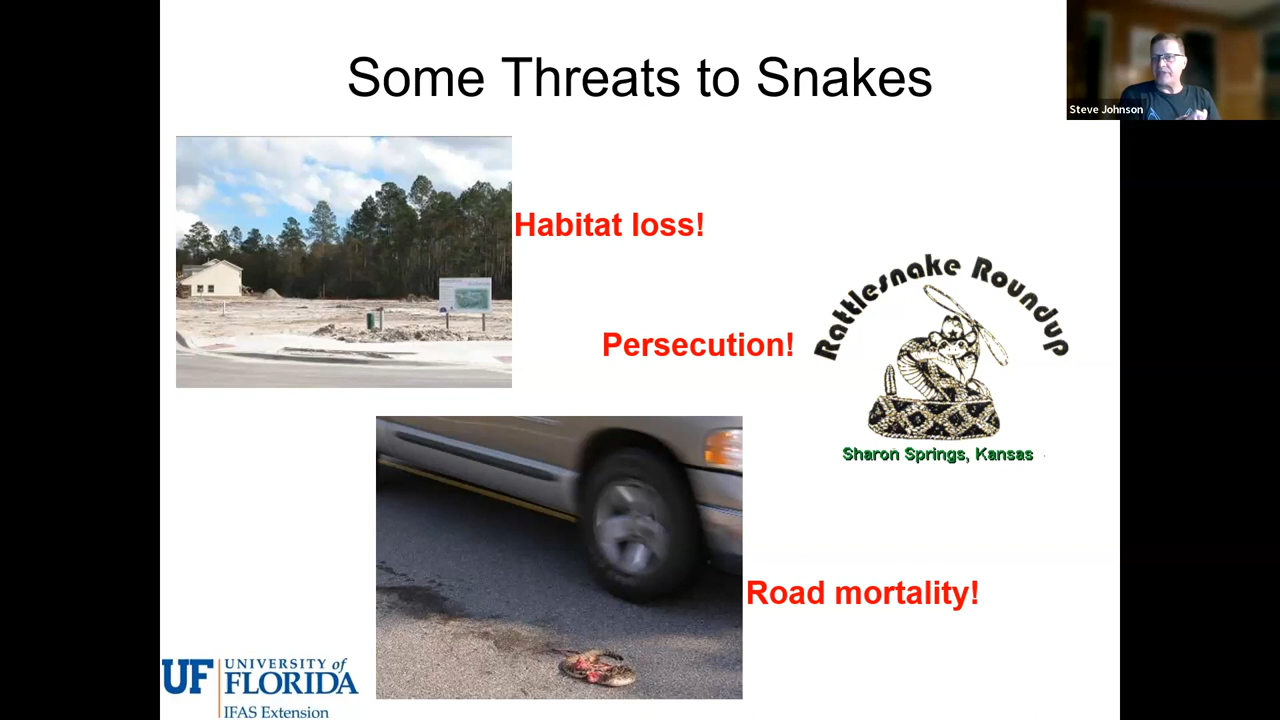 Some Threats to Snakes
Steve Johnson
Habitat loss!
Rattlesnake Roundup
Persecution!
Sharon Springs, Kansas
Road mortality!
UF UNIVERSITY of
FLORIDA
IFAS Extension